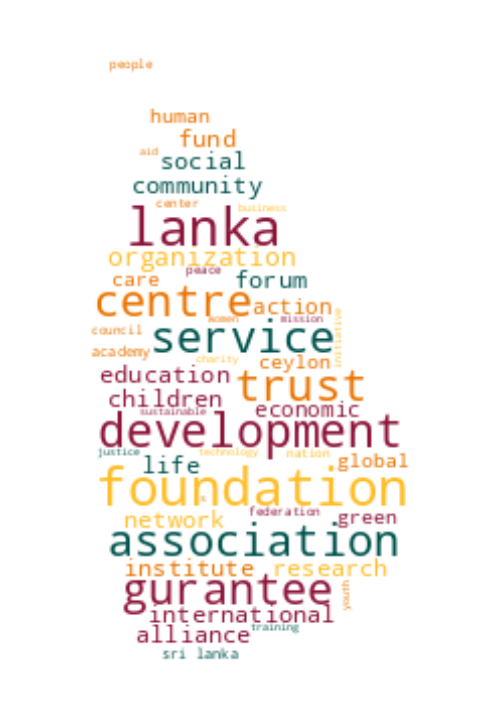 people
human
fund
aid
social
community
center
business
lanka
organization
peace
care
forum
centre
action
women
mission
council
service
initiative
academy
charity
ceylon
education
trust
children
economic
sustainable
development
justice
technology
nation
life
global
foundation
federation
network
green
association
institute
research
gurantee
youth
international
training
alliance
sri lanka